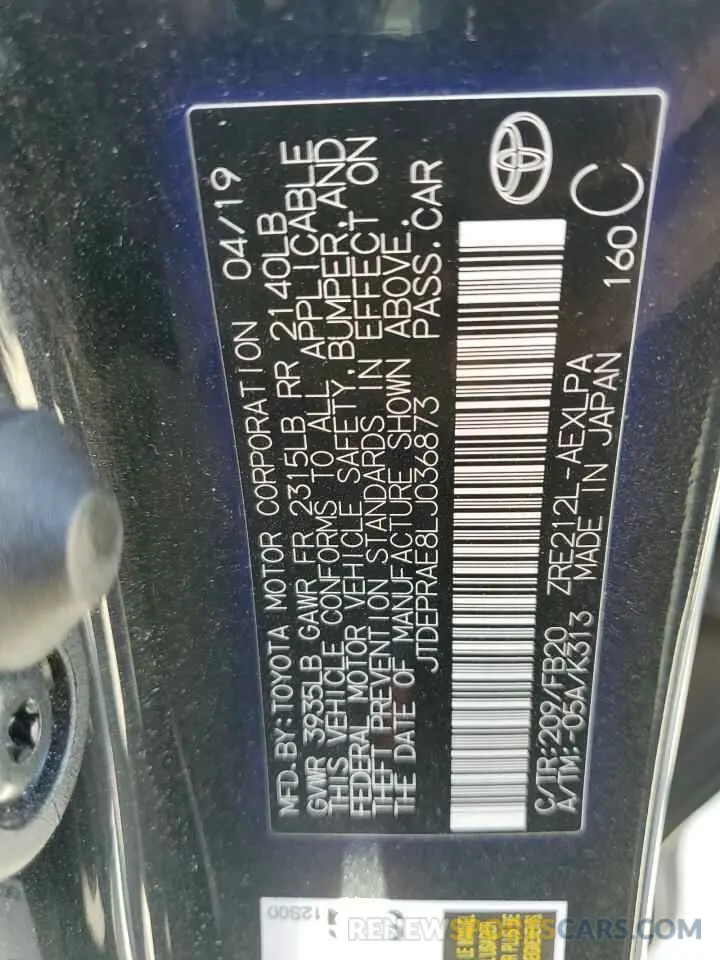 MFD.BY:TOYOTA MOTOR CORPORATION 04/19
GVWR 3935LB GAWR FR 2315LB RR 2140LB
THIS VEHICLE CONFORMS TO ALL APPLICABLE
FEDERAL MOTOR VEHICLE SAFETY,BUMPER,AND
THEFT PREVENTION STANDARDS IN EFFECT ON
THE DATE OF MANUFACTURE SHOWN ABOVE.
JTDEPRAE8LJ036873 PASS.CAR
C/TR:209/FB20 ZRE212L-AEXLPA 160
A/TM:-05A/K313 MADE IN JAPAN
12S00
RENEWSPORTSCARS.COM